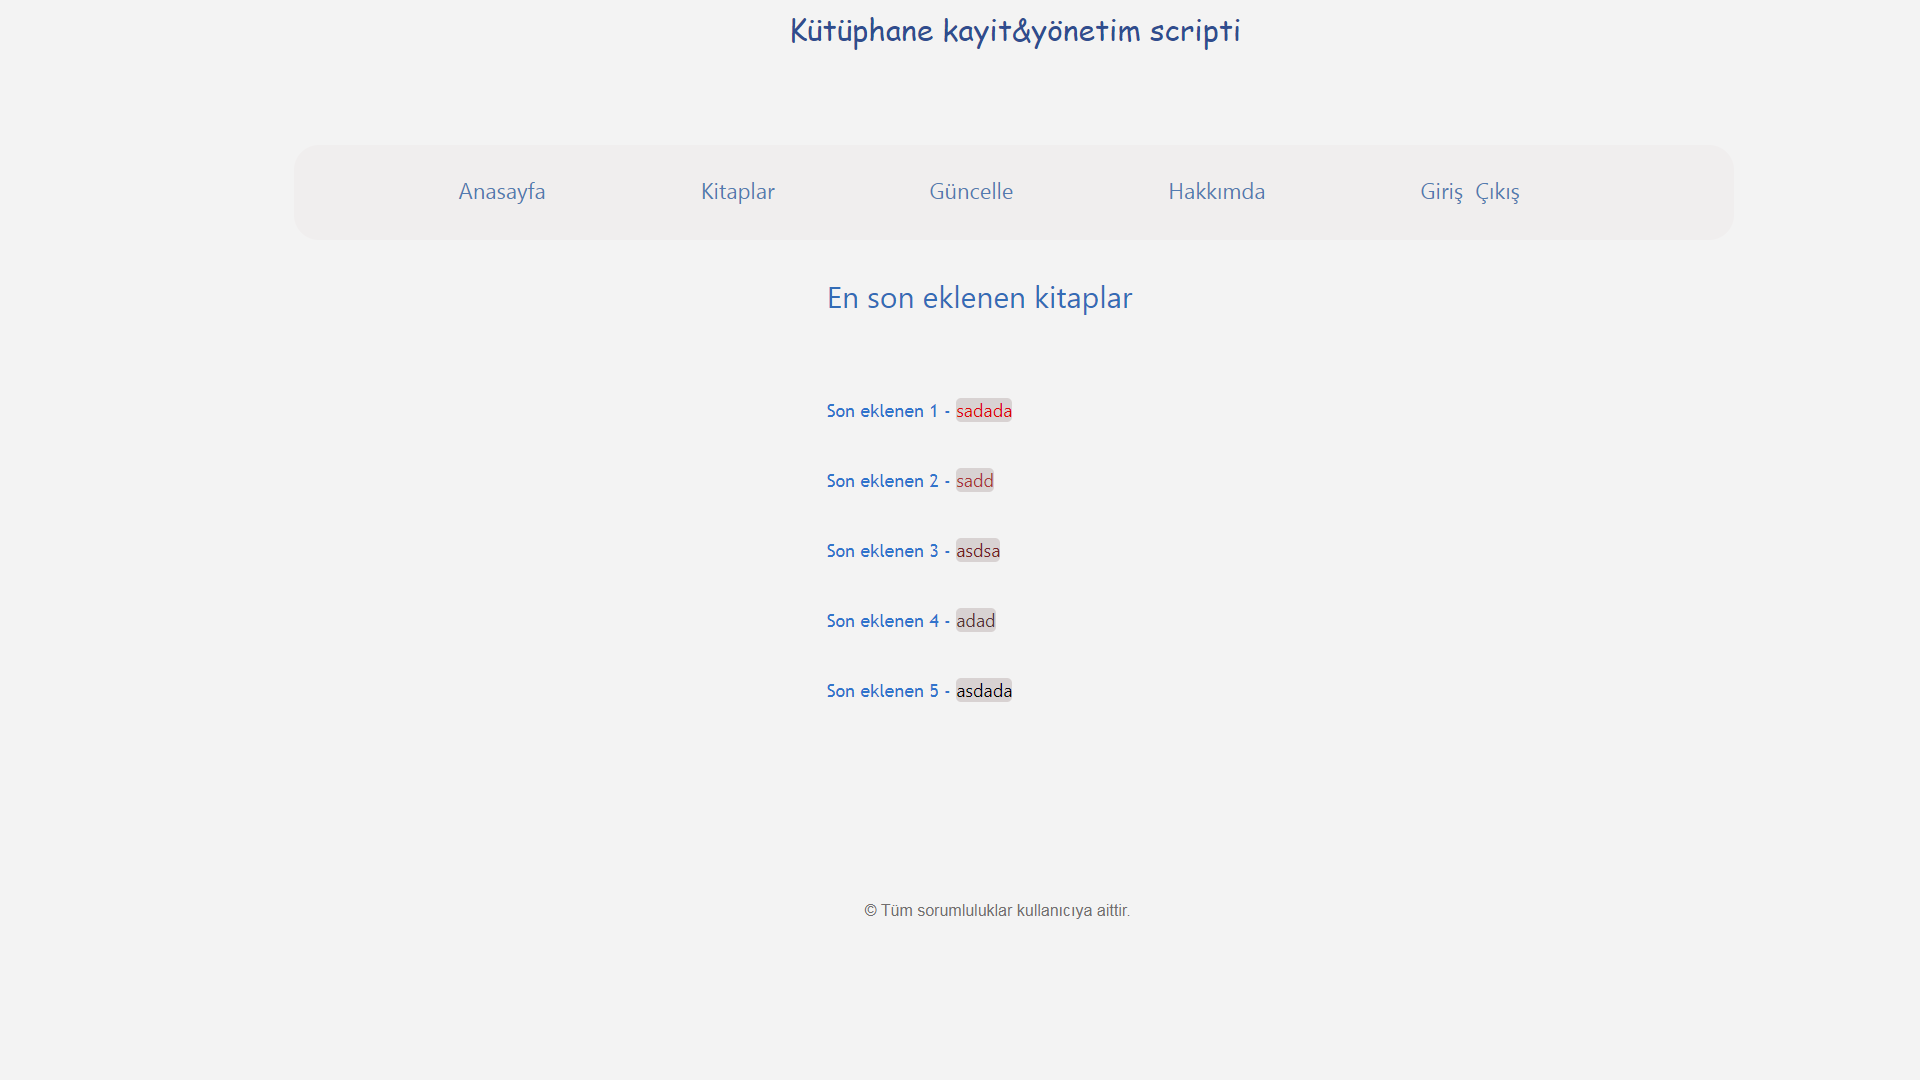 Kütüphane kayit&yönetim scripti
Anasayfa Kitaplar Güncelle Hakkımda Giriş Çıkış
En son eklenen kitaplar
Son eklenen 1 - sadada
Son eklenen 2 - sadd
Son eklenen 3 - asdsa
Son eklenen 4 - adad
Son eklenen 5 - asdada
© Tüm sorumluluklar kullanıcıya aittir.